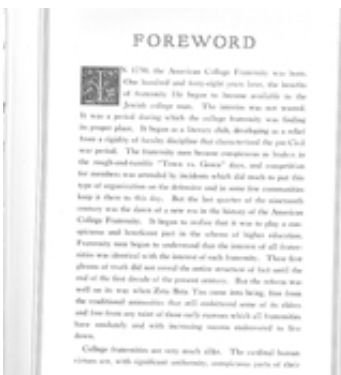 FOREWORD
IN 1750, the American College Fraternity was born.
One hundred and forty-eight years later, the benefits
of fraternity life began to become available to the
Jewish college man. The interim was not wasted.
It was a period during which the college fraternity was finding
its proper place. It began as a literary club, developing as a relief
from a rigidity of faculty discipline that characterized the pre-Civil
war period. The fraternity men became conspicuous as leaders in
the rough-and-tumble "Town vs. Gown" days, and competition
for members was attended by incidents which did much to put this
type of organization on the defensive and in some few communities
keep it there to this day. But the last quarter of the nineteenth
century was the dawn of a new era in the history of the American
College Fraternity. It began to realize that it was to play a con-
spicuous and beneficent part in the scheme of higher education.
Fraternity men began to understand that the interest of all frater-
nities was identical with the interest of each fraternity. These first
gleams of truth did not reveal the entire structure of fact until the
end of the first decade of the present century. But the reform was
well on its way when Zeta Beta Tau came into being, free from
the traditional animosities that still embittered some of its elders
and free from any taint of those early excesses which all fraternities
have zealously and with increasing success endeavored to live
down.
College fraternities are very much alike. The cardinal human
virtues are, with significant uniformity, conspicuous parts of their